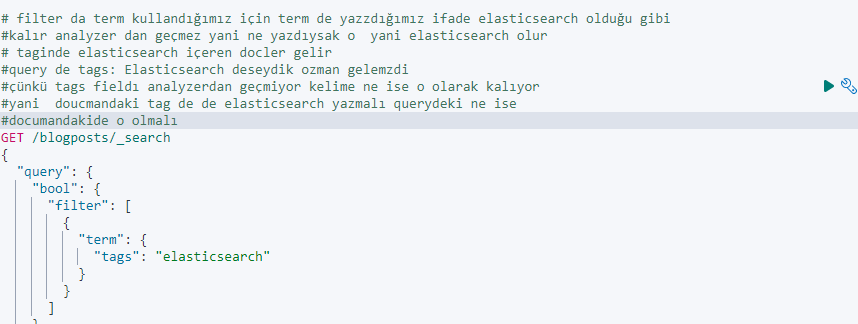 # filter da term kullandığımız için term de yazzdığımız ifade elasticsearch olduğu gibi
#kalır analyzer dan geçmez yani ne yazdıysak o  yani elasticsearch olur
# taginde elasticsearch içeren docler gelir
#query de tags: Elasticsearch deseydik ozman gelemzdi
#çünkü tags fieldı analyzerdan geçmiyor kelime ne ise o olarak kalıyor
#yani  doucmandaki tag de de elasticsearch yazmalı querydeki ne ise
#documandakide o olmalı
GET /blogposts/_search
{
  "query": {
    "bool": {
      "filter": [
        {
          "term": {
            "tags": "elasticsearch"
          }
        }
      ]
    }